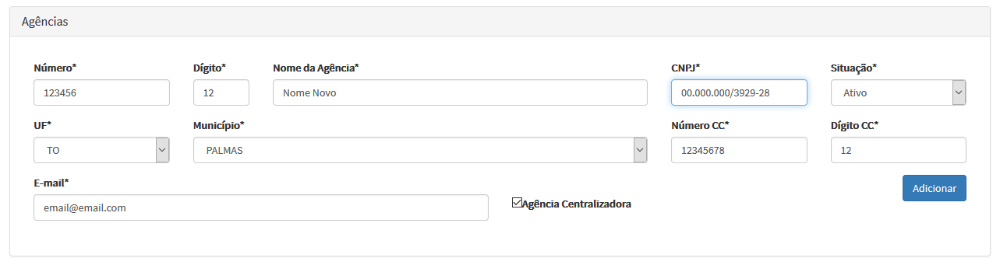 Agências
Número* Dígito* Nome da Agência* CNPJ* Situação*
123456 12 Nome Novo 00.000.000/3929-28 Ativo
UF* Município* Número CC* Dígito CC*
TO PALMAS 12345678 12
E-mail*
email@email.com Agência Centralizadora Adicionar